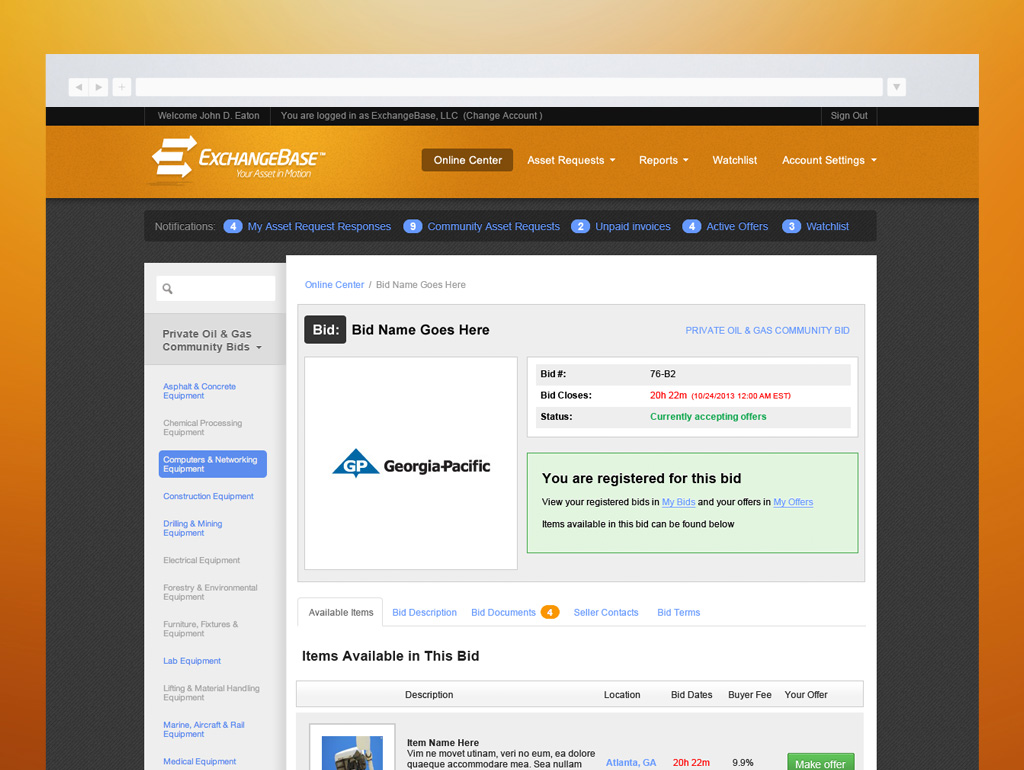 Welcome John D. Eaton
You are logged in as ExchangeBase, LLC (Change Account )
Sign Out
EXCHANGEBASE™
Your Asset in Motion
Online Center
Asset Requests
Reports
Watchlist
Account Settings
Notifications:
4 My Asset Request Responses
9 Community Asset Requests
2 Unpaid invoices
4 Active Offers
3 Watchlist
Private Oil & Gas
Community Bids
Asphalt & Concrete
Equipment
Chemical Processing
Equipment
Computers & Networking
Equipment
Construction Equipment
Drilling & Mining
Equipment
Electrical Equipment
Forestry & Environmental
Equipment
Furniture, Fixtures &
Equipment
Lab Equipment
Lifting & Material Handling
Equipment
Marine, Aircraft & Rail
Equipment
Medical Equipment
Online Center / Bid Name Goes Here
Bid: Bid Name Goes Here
PRIVATE OIL & GAS COMMUNITY BID
GP Georgia-Pacific
Bid #: 76-B2
Bid Closes: 20h 22m (10/24/2013 12:00 AM EST)
Status: Currently accepting offers
You are registered for this bid
View your registered bids in My Bids and your offers in My Offers
Items available in this bid can be found below
Available Items
Bid Description
Bid Documents 4
Seller Contacts
Bid Terms
Items Available in This Bid
Description Location Bid Dates Buyer Fee Your Offer
Item Name Here
Vim ne movet utinam, veri no eum, ea dolore
quaeque accommodare mea. Sea nullam
Atlanta, GA 20h 22m 9.9% Make offer